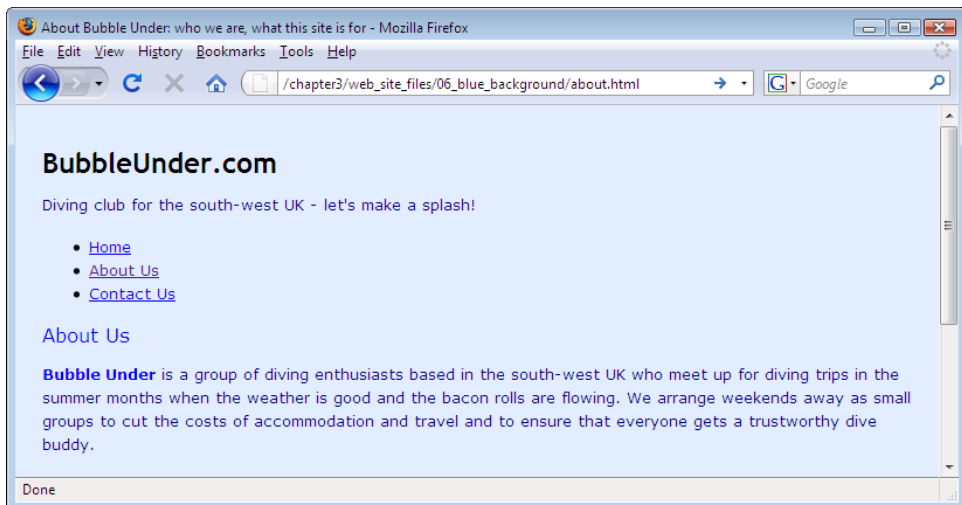 About Bubble Under: who we are, what this site is for - Mozilla Firefox
File Edit View History Bookmarks Tools Help
/chapter3/web_site_files/06_blue_background/about.html
G Google
BubbleUnder.com
Diving club for the south-west UK - let's make a splash!
Home
About Us
Contact Us
About Us
Bubble Under is a group of diving enthusiasts based in the south-west UK who meet up for diving trips in the
summer months when the weather is good and the bacon rolls are flowing. We arrange weekends away as small
groups to cut the costs of accommodation and travel and to ensure that everyone gets a trustworthy dive
buddy.
Done